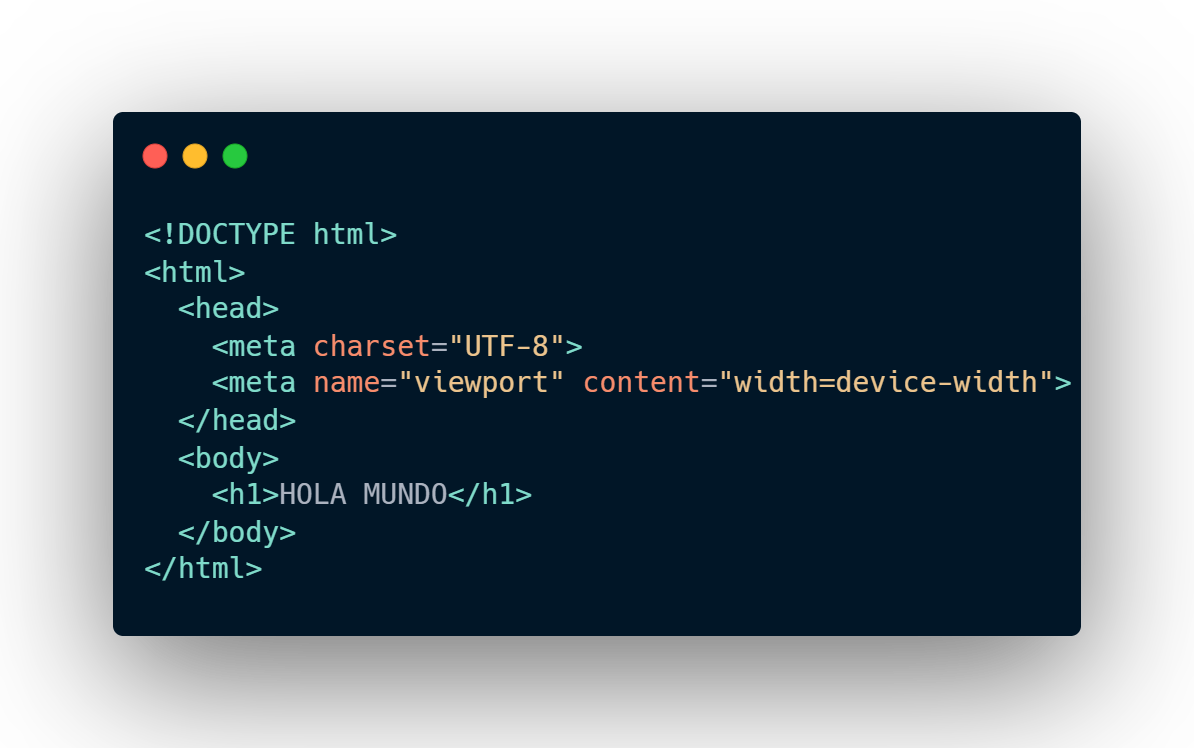 <!DOCTYPE html>
<html>
  <head>
    <meta charset="UTF-8">
    <meta name="viewport" content="width=device-width">
  </head>
  <body>
    <h1>HOLA MUNDO</h1>
  </body>
</html>